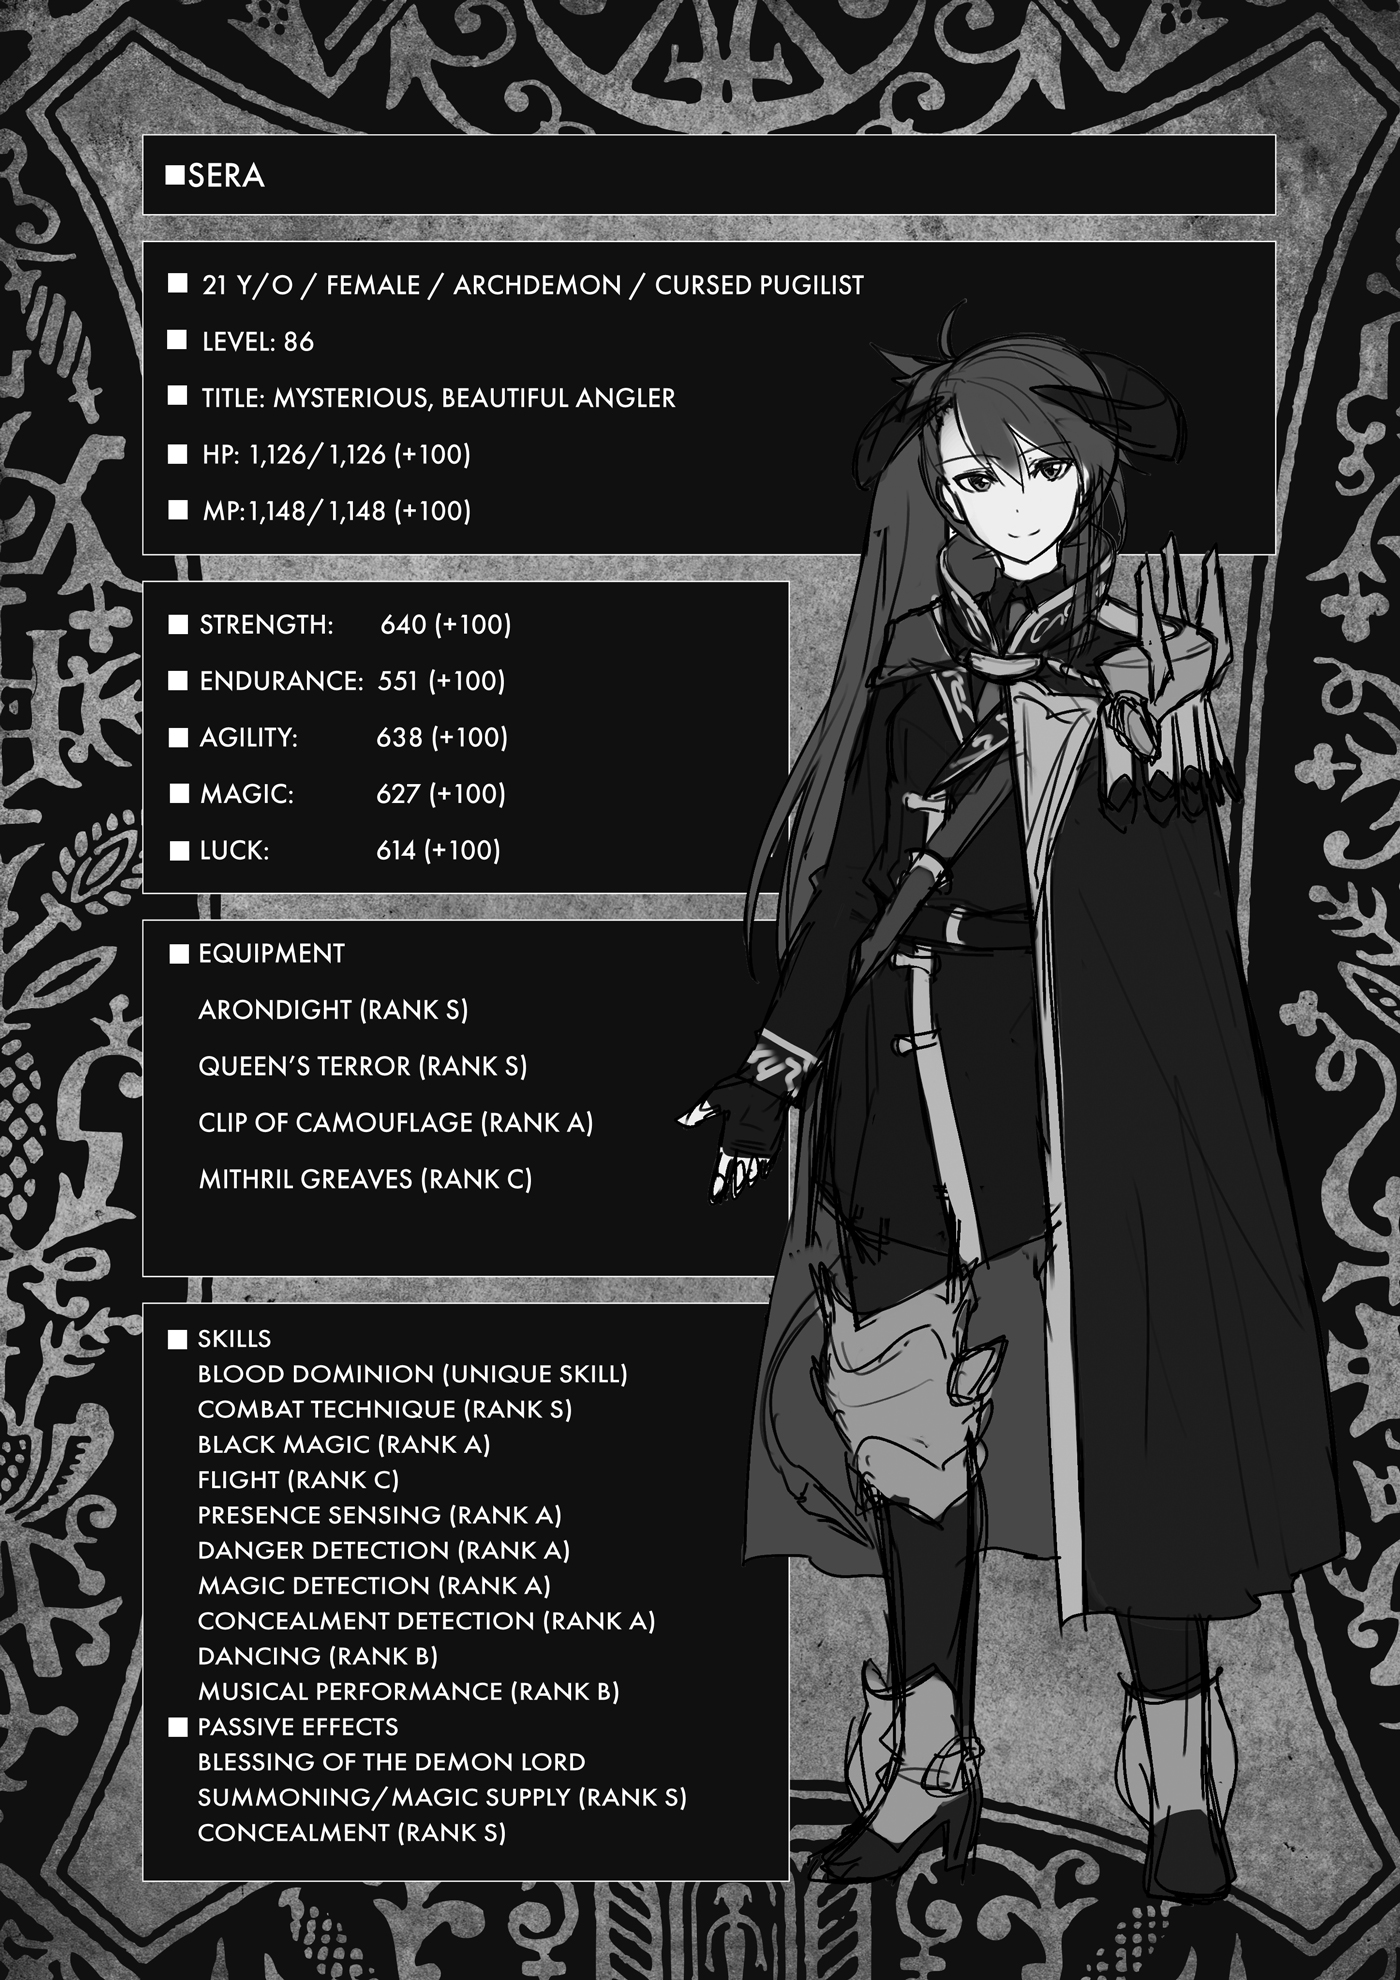 ■SERA
■ 21 Y/O / FEMALE / ARCHDEMON / CURSED PUGILIST
■ LEVEL: 86
■ TITLE: MYSTERIOUS, BEAUTIFUL ANGLER
■ HP: 1,126/1,126 (+100)
■ MP:1,148/1,148 (+100)
■ STRENGTH: 640 (+100)
■ ENDURANCE: 551 (+100)
■ AGILITY: 638 (+100)
■ MAGIC: 627 (+100)
■ LUCK: 614 (+100)
■ EQUIPMENT
ARONDIGHT (RANK S)
QUEEN'S TERROR (RANK S)
CLIP OF CAMOUFLAGE (RANK A)
MITHRIL GREAVES (RANK C)
■ SKILLS
BLOOD DOMINION (UNIQUE SKILL)
COMBAT TECHNIQUE (RANK S)
BLACK MAGIC (RANK A)
FLIGHT (RANK C)
PRESENCE SENSING (RANK A)
DANGER DETECTION (RANK A)
MAGIC DETECTION (RANK A)
CONCEALMENT DETECTION (RANK A)
DANCING (RANK B)
MUSICAL PERFORMANCE (RANK B)
■ PASSIVE EFFECTS
BLESSING OF THE DEMON LORD
SUMMONING/MAGIC SUPPLY (RANK S)
CONCEALMENT (RANK S)